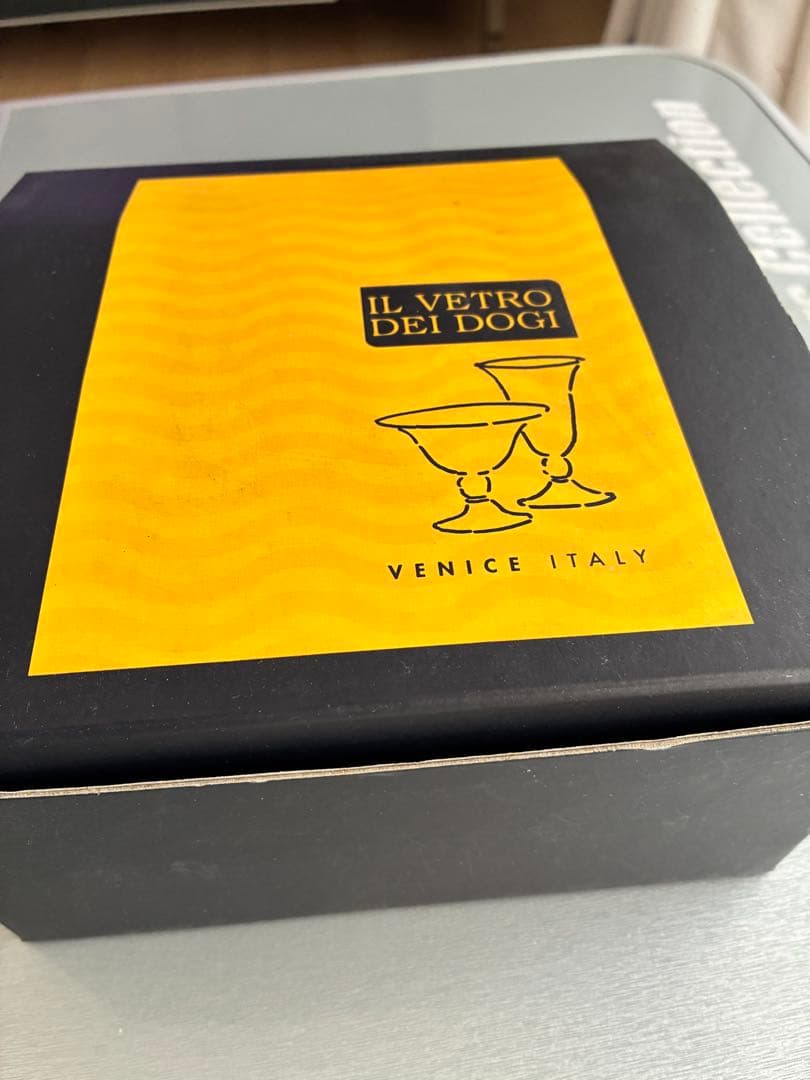 IL VETRO
DEI DOGI
VENICE ITALY